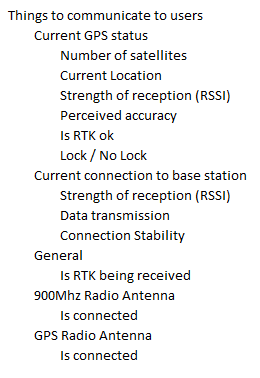 Things to communicate to users
Current GPS status
Number of satellites
Current Location
Strength of reception (RSSI)
Perceived accuracy
Is RTK ok
Lock / No Lock
Current connection to base station
Strength of reception (RSSI)
Data transmission
Connection Stability
General
Is RTK being received
900Mhz Radio Antenna
Is connected
GPS Radio Antenna
Is connected